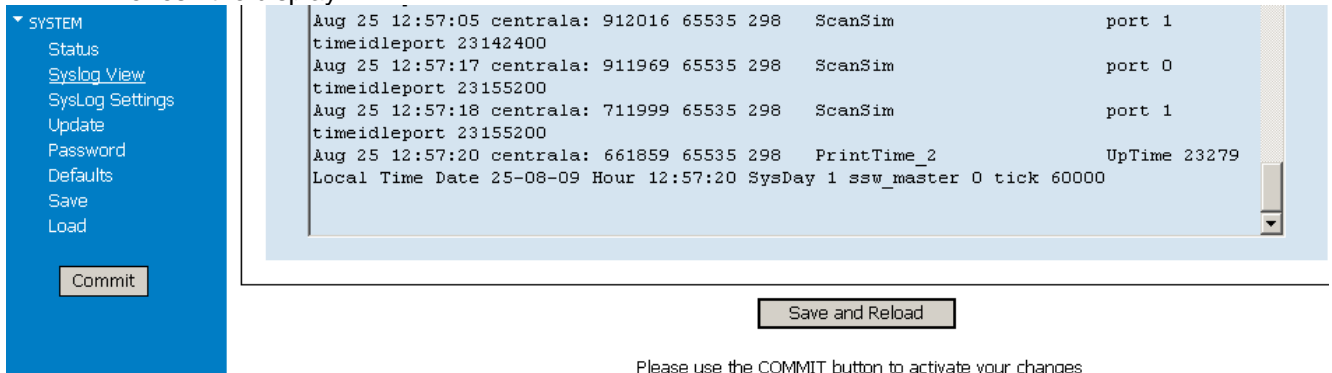 SYSTEM
Status
Syslog View
SysLog Settings
Update
Password
Defaults
Save
Load
Commit
Aug 25 12:57:05 centrala: 912016 65535 298 ScanSim port 1
timeidleport 23142400
Aug 25 12:57:17 centrala: 911969 65535 298 ScanSim port 0
timeidleport 23155200
Aug 25 12:57:18 centrala: 711999 65535 298 ScanSim port 1
timeidleport 23155200
Aug 25 12:57:20 centrala: 661859 65535 298 PrintTime_2 UpTime 23279
Local Time Date 25-08-09 Hour 12:57:20 SysDay 1 ssw_master 0 tick 60000
Save and Reload
Please use the COMMIT button to activate your changes